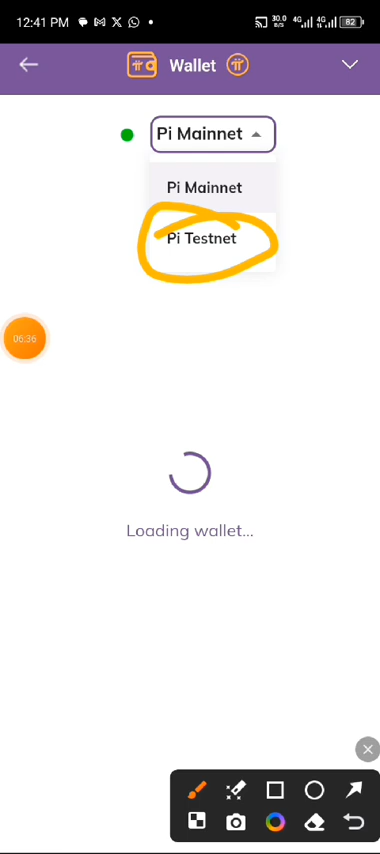 12:41 PM
30.0 B/S 4G 4G 82
Wallet
Pi Mainnet
Pi Mainnet
Pi Testnet
06:36
Loading wallet...